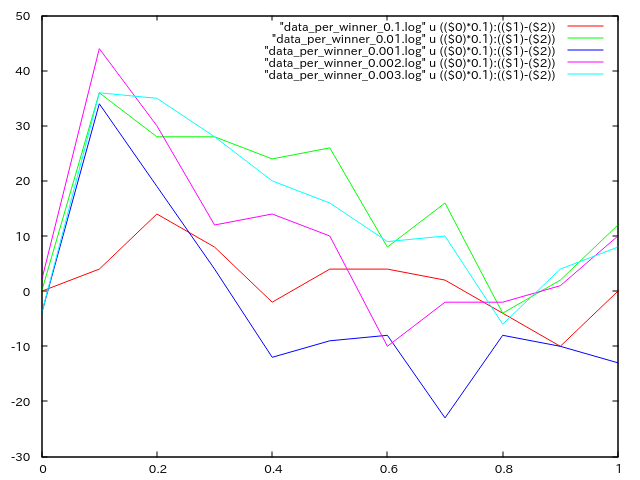 "data_per_winner_0.1.log" u (($0)*0.1):(($1)-($2))
"data_per_winner_0.01.log" u (($0)*0.1):(($1)-($2))
"data_per_winner_0.001.log" u (($0)*0.1):(($1)-($2))
"data_per_winner_0.002.log" u (($0)*0.1):(($1)-($2))
"data_per_winner_0.003.log" u (($0)*0.1):(($1)-($2))
50
40
30
20
10
0
-10
-20
-30
0 0.2 0.4 0.6 0.8 1